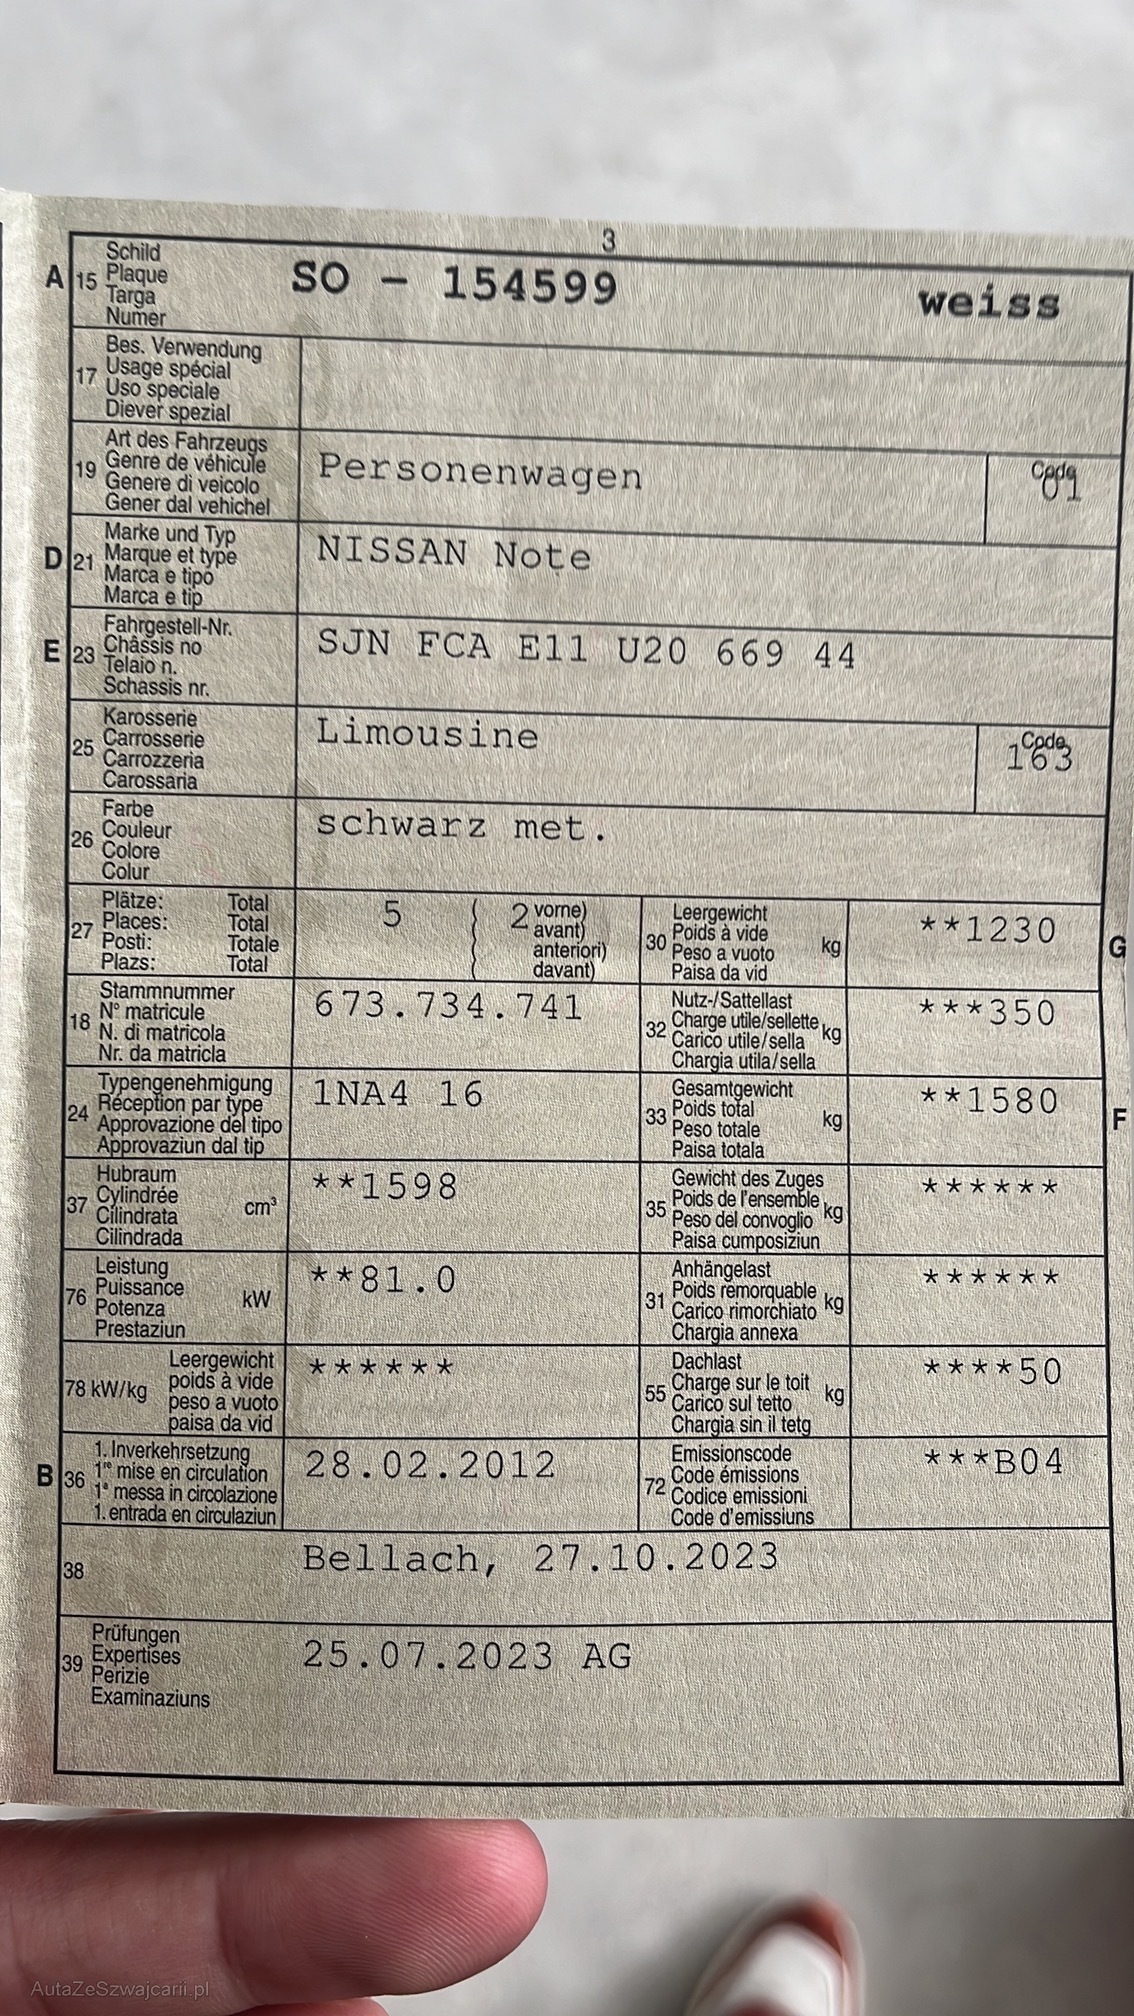 3
A 15 Schild
Plaque
Targa
Numer
SO - 154599 weiss
17 Bes. Verwendung
Usage spécial
Uso speciale
Diever spezial
19 Art des Fahrzeugs
Genre de véhicule
Genere di veicolo
Gener dal vehichel
Personenwagen
Code
01
D 21 Marke und Typ
Marque et type
Marca e tipo
Marca e tip
NISSAN Note
E 23 Fahrgestell-Nr.
Châssis no
Telaio n.
Schassis nr.
SJN FCA E11 U20 669 44
25 Karosserie
Carrosserie
Carrozzeria
Carossaria
Limousine
Code
163
26 Farbe
Couleur
Colore
Colur
schwarz met.
27 Plätze: Total
Places: Total
Posti: Totale
Plazs: Total
5 2 vorne)
avant)
anteriori)
davant)
30 Leergewicht
Poids à vide
Peso a vuoto kg
Paisa da vid
**1230 G
18 Stammnummer
N° matricule
N. di matricola
Nr. da matricla
673.734.741
32 Nutz-/Sattellast
Charge utile/sellette kg
Carico utile/sella
Chargia utila/sella
***350
24 Typengenehmigung
Réception par type
Approvazione del tipo
Approvaziun dal tip
1NA4 16
33 Gesamtgewicht
Poids total kg
Peso totale
Paisa totala
**1580 F
37 Hubraum
Cylindrée cm³
Cilindrata
Cilindrada
**1598
35 Gewicht des Zuges
Poids de l'ensemble kg
Peso del convoglio
Paisa cumposiziun
******
76 Leistung
Puissance kW
Potenza
Prestaziun
**81.0
31 Anhängelast
Poids remorquable kg
Carico rimorchiato
Chargia annexa
******
78 kW/kg Leergewicht
poids à vide
peso a vuoto
paisa da vid
******
55 Dachlast
Charge sur le toit kg
Carico sul tetto
Chargia sin il tetg
****50
B 36 1. Inverkehrsetzung
1re mise en circulation
1a messa in circolazione
1. entrada en circulaziun
28.02.2012
72 Emissionscode
Code émissions
Codice emissioni
Code d'emissiuns
***B04
38 Bellach, 27.10.2023
39 Prüfungen
Expertises
Perizie
Examinaziuns
25.07.2023 AG
AutaZeSzwajcarii.pl